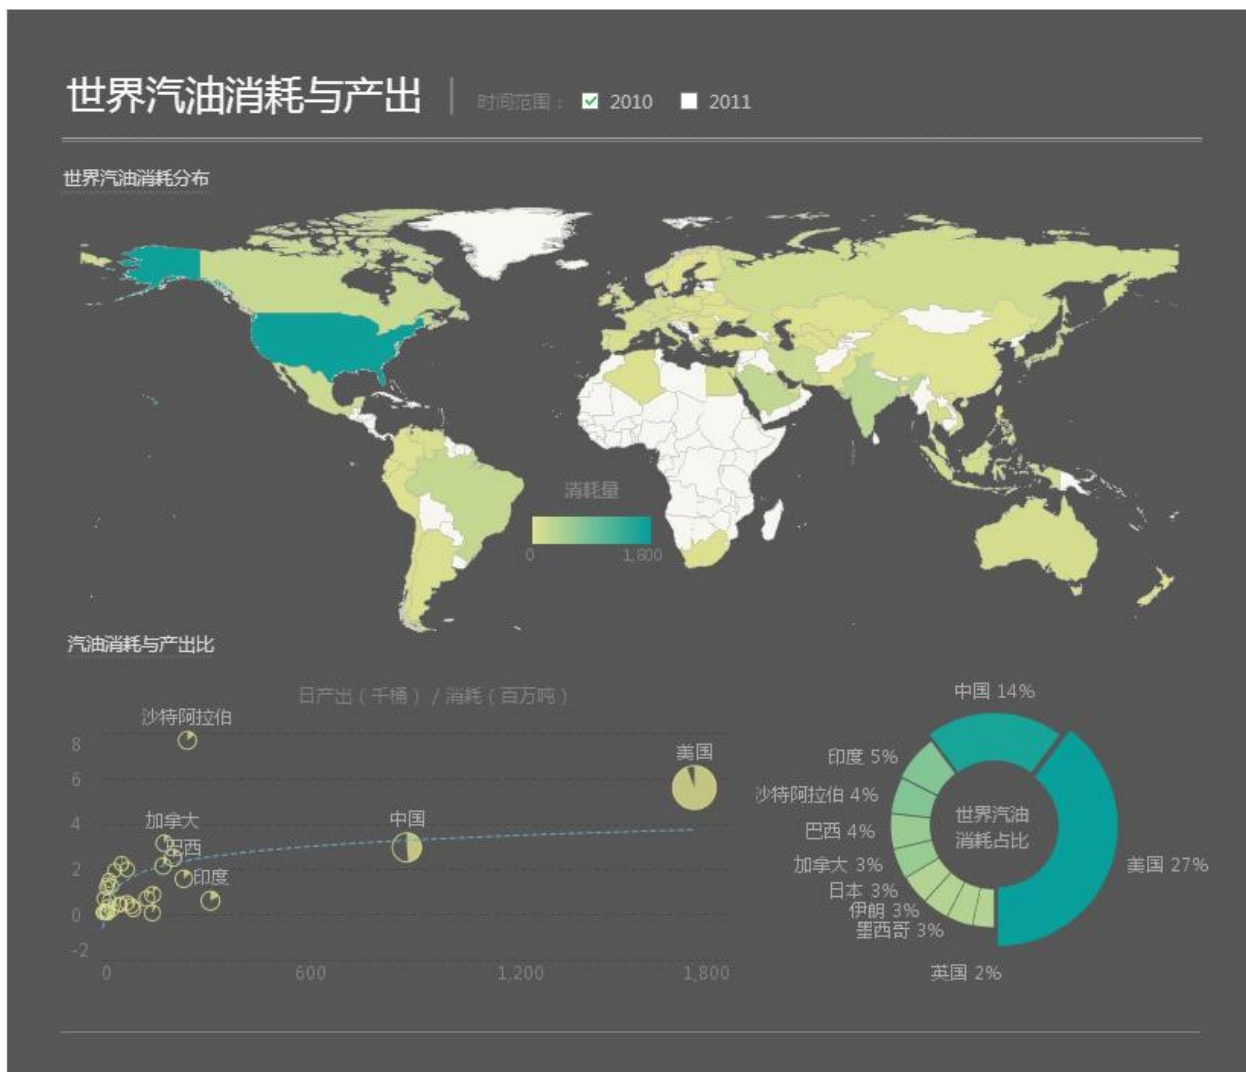 世界汽油消耗与产出
时间范围： 2010 2011
世界汽油消耗分布
消耗量
0 1,800
汽油消耗与产出比
日产出（千桶）/消耗（百万吨）
沙特阿拉伯
美国
加拿大
中国
巴西
印度
8
6
4
2
0
-2
0 600 1,200 1,800
中国 14%
印度 5%
沙特阿拉伯 4%
巴西 4%
加拿大 3%
日本 3%
伊朗 3%
墨西哥 3%
英国 2%
美国 27%
世界汽油
消耗占比